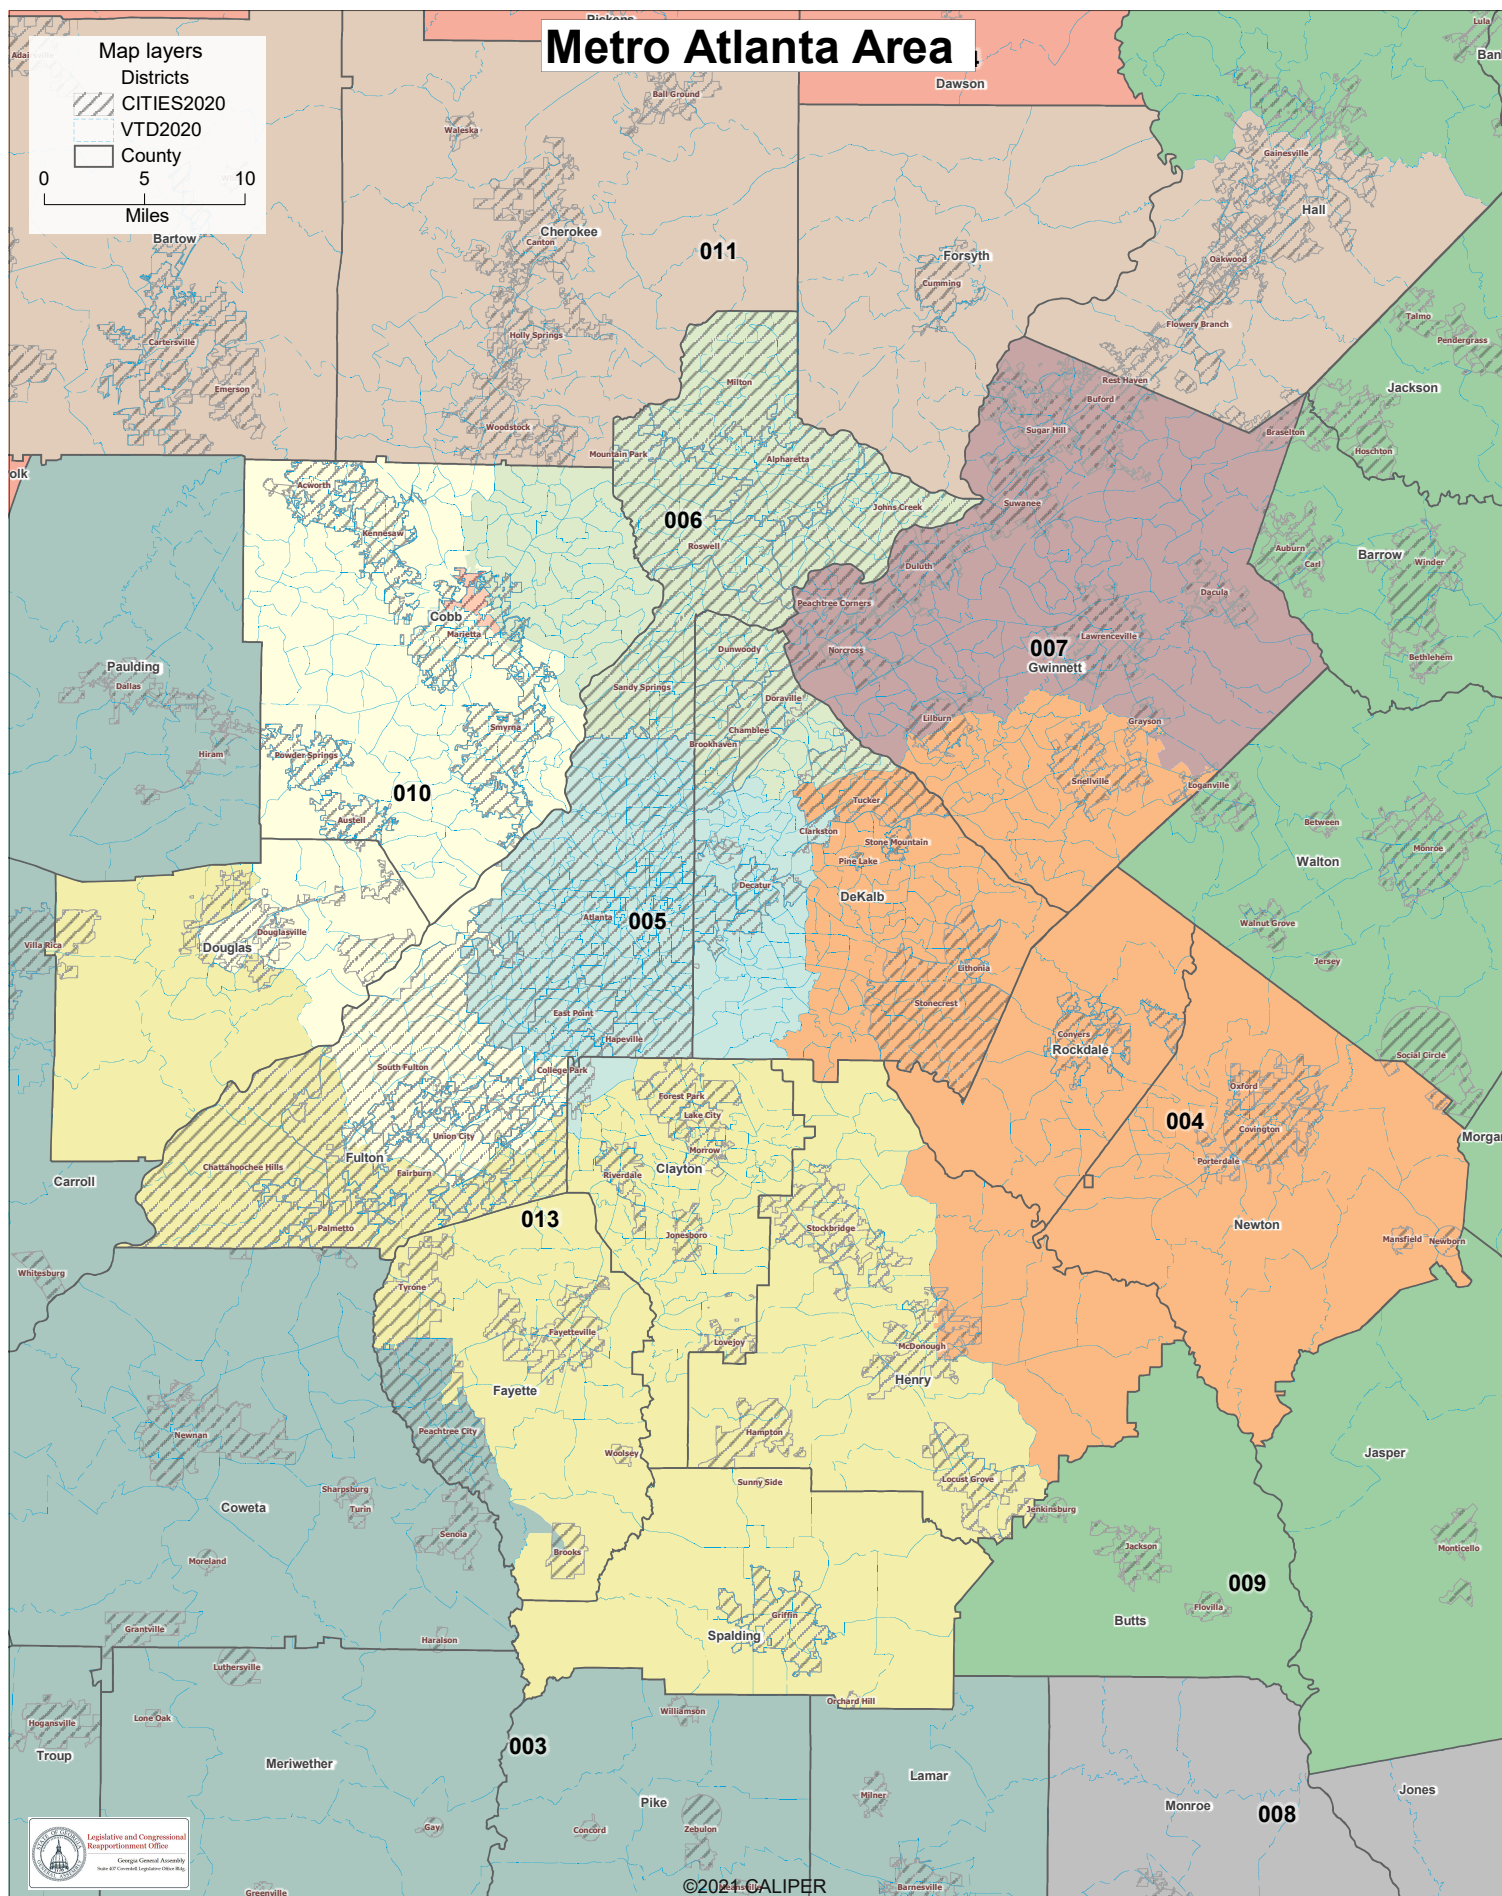 Metro Atlanta Area
Map layers
Districts
CITIES2020
VTD2020
County
0 5 10
Miles
Pickens
Dawson
Lula
Ball Ground
Waleska
Gainesville
Hall
Bartow
Cherokee
Canton
011
Forsyth
Cumming
Oakwood
Flowery Branch
Talmo
Pendergrass
Cartersville
Holly Springs
Emerson
Milton
Rest Haven
Buford
Jackson
Woodstock
Sugar Hill
Braselton
Hoschton
Mountain Park
Alpharetta
olk
Acworth
Suwanee
Johns Creek
006
Kennesaw
Roswell
Duluth
Auburn
Carl
Barrow
Winder
Dacula
Peachtree Corners
Cobb
Marietta
Lawrenceville
007
Gwinnett
Norcross
Dunwoody
Bethlehem
Paulding
Dallas
Sandy Springs
Doraville
Lilburn
Grayson
Smyrna
Chamblee
Brookhaven
Hiram
Powder Springs
Snellville
Loganville
010
Tucker
Austell
Clarkston
Stone Mountain
Pine Lake
Between
Monroe
Walton
Decatur
DeKalb
Atlanta
005
Walnut Grove
Douglasville
Douglas
Villa Rica
Jersey
Lithonia
Stonecrest
East Point
Hapeville
Conyers
Rockdale
Social Circle
South Fulton
College Park
Oxford
Forest Park
Lake City
004
Covington
Union City
Morrow
Fulton
Porterdale
Chattahoochee Hills
Fairburn
Riverdale
Clayton
Carroll
013
Palmetto
Stockbridge
Newton
Jonesboro
Mansfield
Newborn
Whitesburg
Tyrone
Fayetteville
Lovejoy
McDonough
Henry
Fayette
Peachtree City
Newnan
Hampton
Woolsey
Jasper
Sunny Side
Locust Grove
Sharpsburg
Turin
Coweta
Jenkinsburg
Senoia
Jackson
Monticello
Brooks
Moreland
009
Flovilla
Griffin
Butts
Grantville
Spalding
Haralson
Luthersville
Orchard Hill
Williamson
Lone Oak
Hogansville
Troup
003
Meriwether
Lamar
Jones
Milner
Pike
Monroe
008
Gay
Concord
Zebulon
Legislative and Congressional
Reapportionment Office
Georgia General Assembly
Suite 407 Coverdell Legislative Office Bldg.
©2021 CALIPER
Barnesville
Greenville